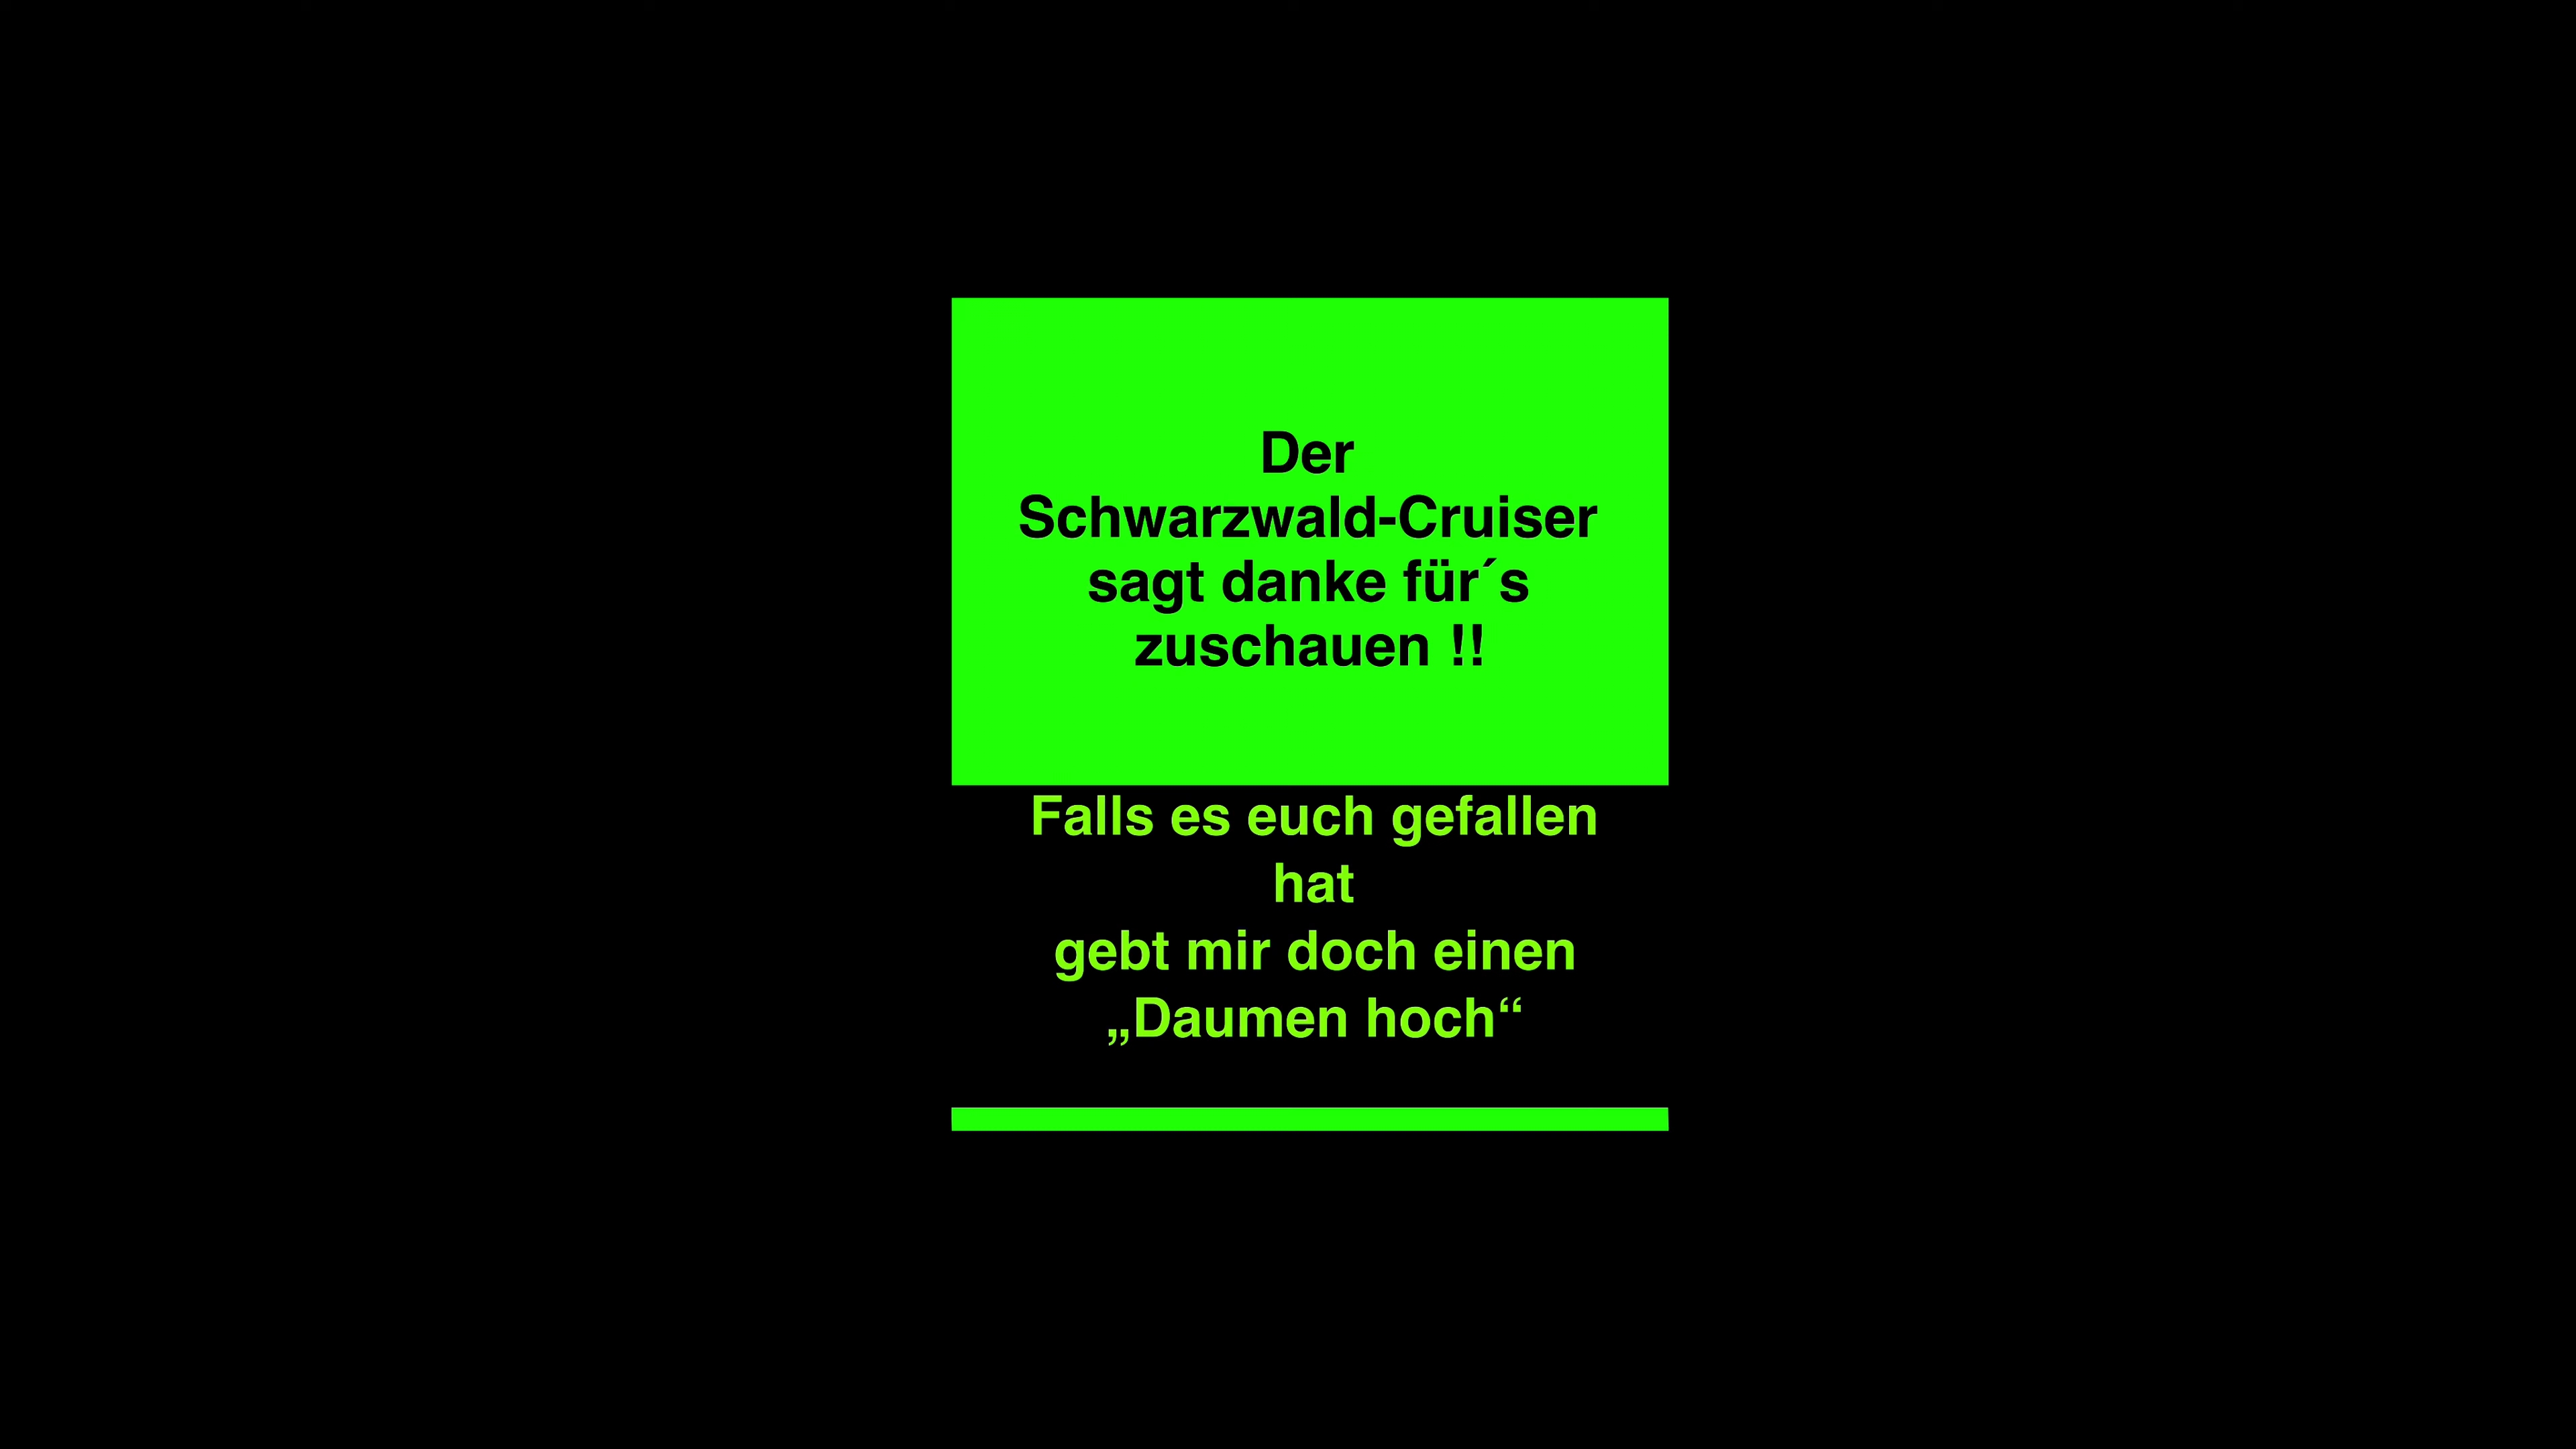 Der
Schwarzwald-Cruiser
sagt danke für´s
zuschauen !!
Falls es euch gefallen
hat
gebt mir doch einen
„Daumen hoch“